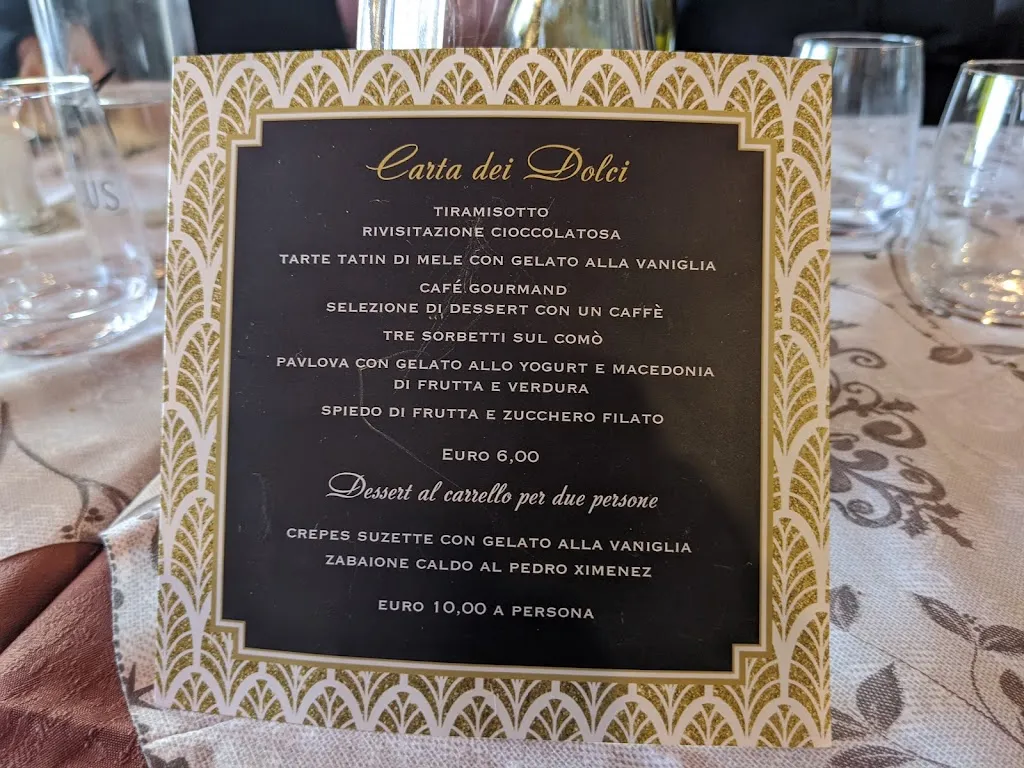 Carta dei Dolci
TIRAMISOTTO
RIVISITAZIONE CIOCCOLATOSA
TARTE TATIN DI MELE CON GELATO ALLA VANIGLIA
CAFÉ GOURMAND
SELEZIONE DI DESSERT CON UN CAFFÈ
TRE SORBETTI SUL COMÒ
PAVLOVA CON GELATO ALLO YOGURT E MACEDONIA
DI FRUTTA E VERDURA
SPIEDO DI FRUTTA E ZUCCHERO FILATO
EURO 6,00
Dessert al carrello per due persone
CREPES SUZETTE CON GELATO ALLA VANIGLIA
ZABAIONE CALDO AL PEDRO XIMENEZ
EURO 10,00 A PERSONA